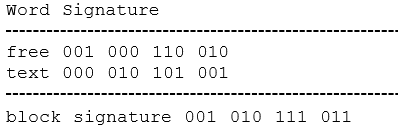 Word Signature
free 001 000 110 010
text 000 010 101 001
block signature 001 010 111 011